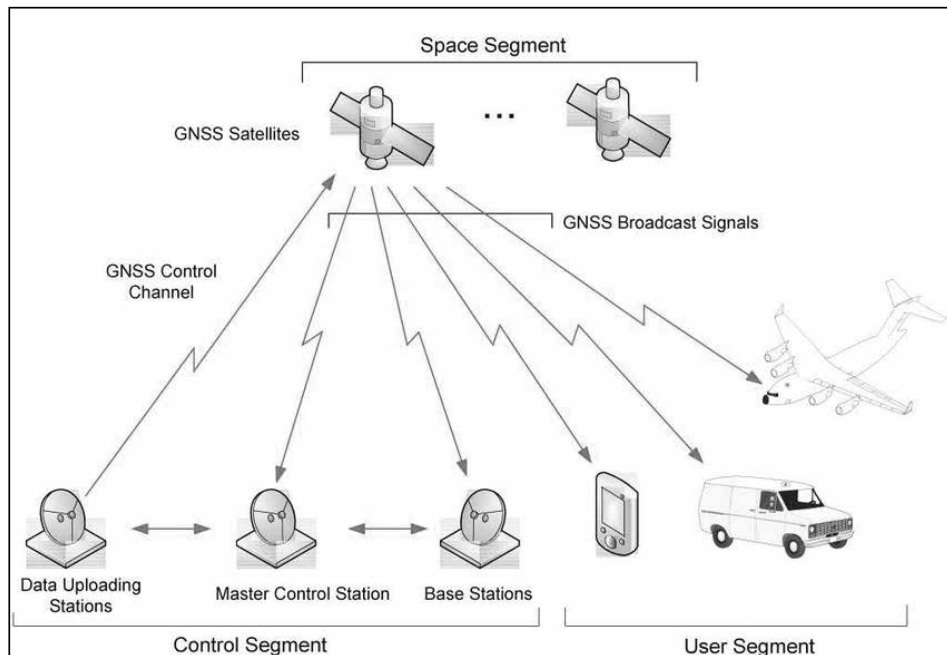 Space Segment
GNSS Satellites
...
GNSS Broadcast Signals
GNSS Control
Channel
Data Uploading
Stations
Master Control Station
Base Stations
Control Segment
User Segment